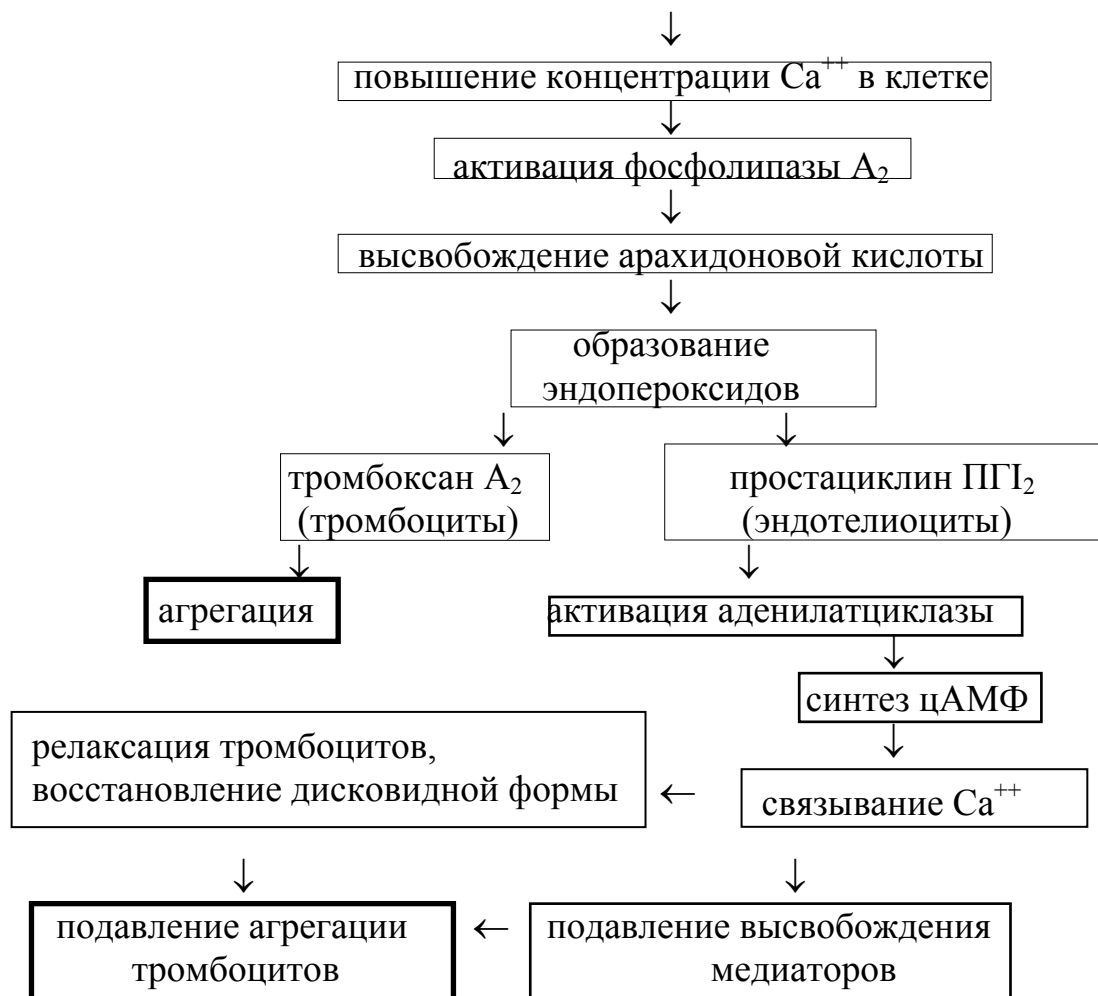 ↓
повышение концентрации Ca⁺⁺ в клетке
↓
активация фосфолипазы A₂
↓
высвобождение арахидоновой кислоты
↓
образование
эндопероксидов
↓ ↓
тромбоксан A₂
(тромбоциты)
простациклин ПГI₂
(эндотелиоциты)
↓ ↓
агрегация
активация аденилатциклазы
↓
синтез цАМФ
↓
релаксация тромбоцитов,
восстановление дисковидной формы
←
связывание Ca⁺⁺
↓ ↓
подавление агрегации
тромбоцитов
←
подавление высвобождения
медиаторов